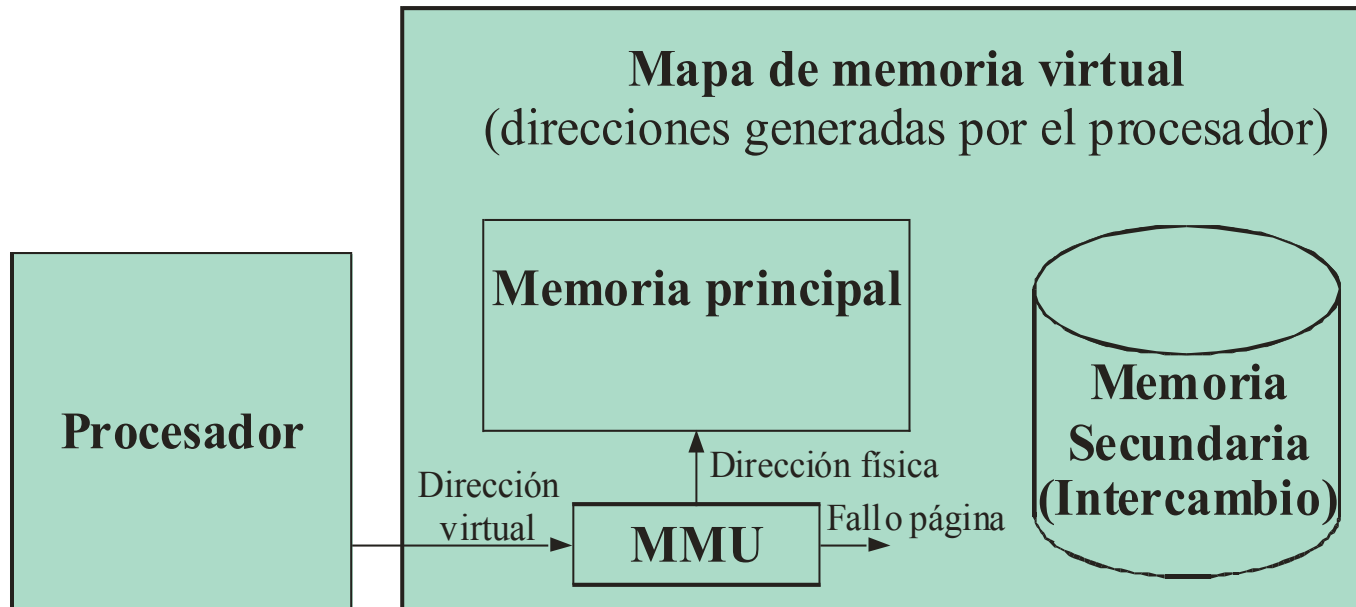 Mapa de memoria virtual
(direcciones generadas por el procesador)
Memoria principal
Procesador
Memoria
Secundaria
(Intercambio)
Dirección física
Dirección
virtual
MMU
Fallo página